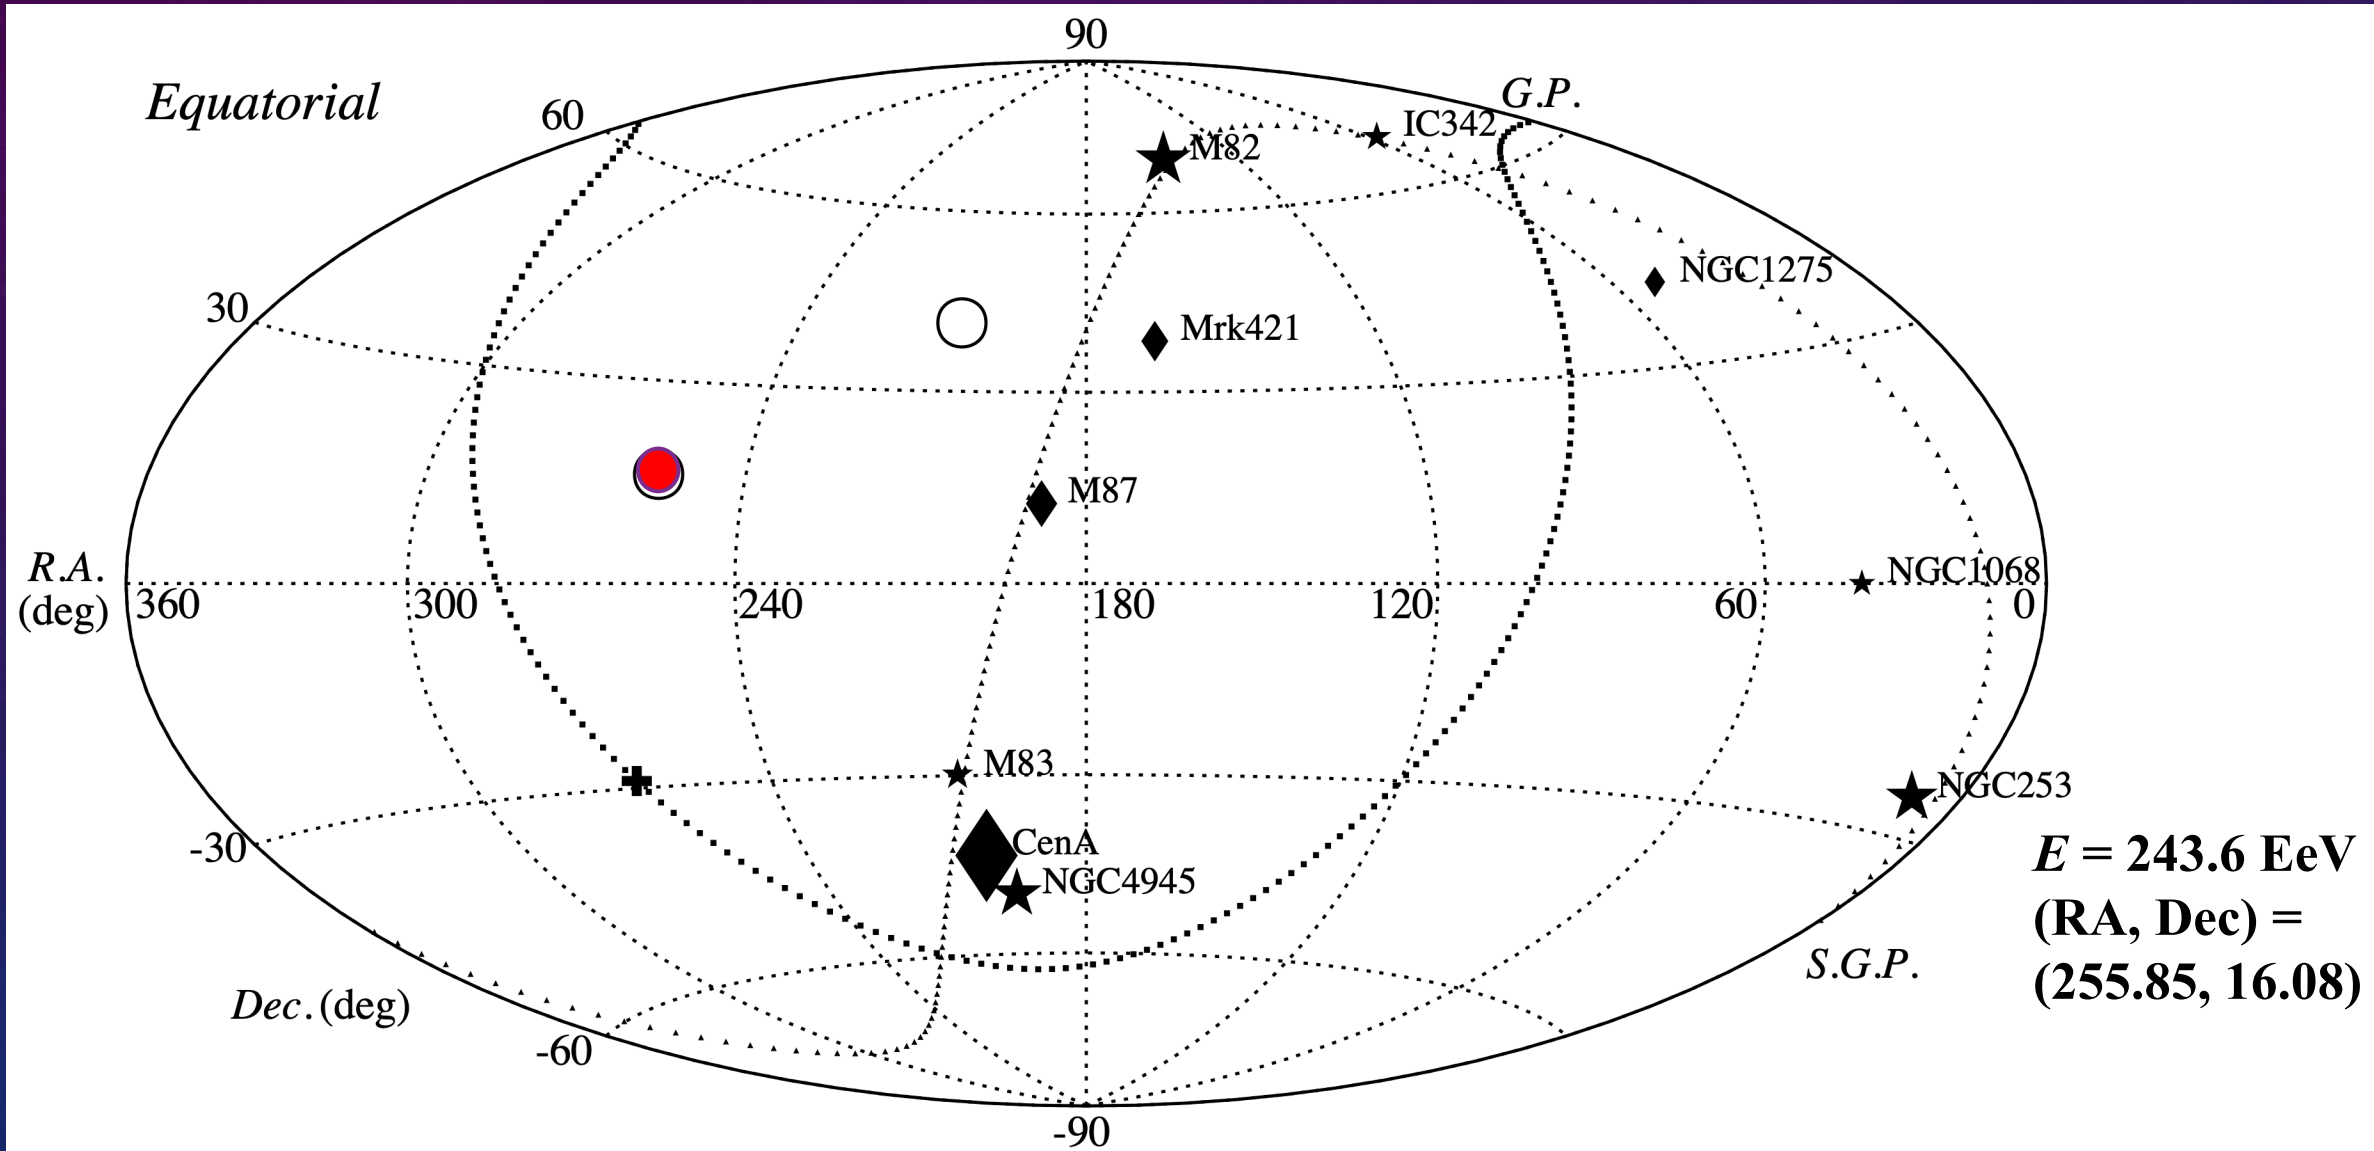 90
Equatorial
G.P.
60
IC342
M82
NGC1275
30
Mrk421
M87
R.A.
(deg)
NGC1068
360
300
240
180
120
60
0
M83
NGC253
-30
CenA
NGC4945
E = 243.6 EeV
(RA, Dec) =
(255.85, 16.08)
S.G.P.
Dec. (deg)
-60
-90